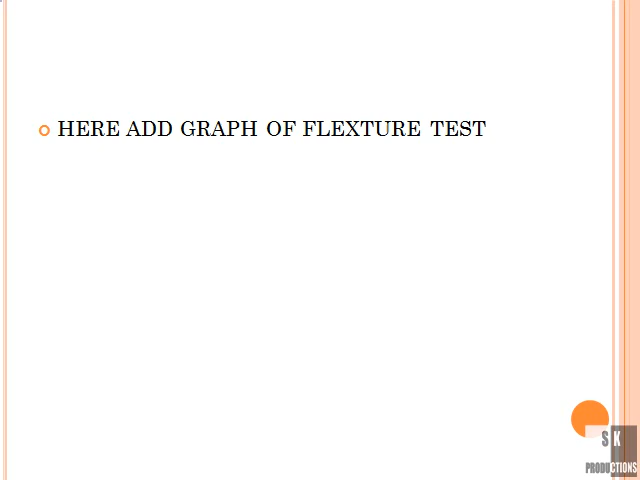 HERE ADD GRAPH OF FLEXTURE TEST
S K
PRODUCTIONS